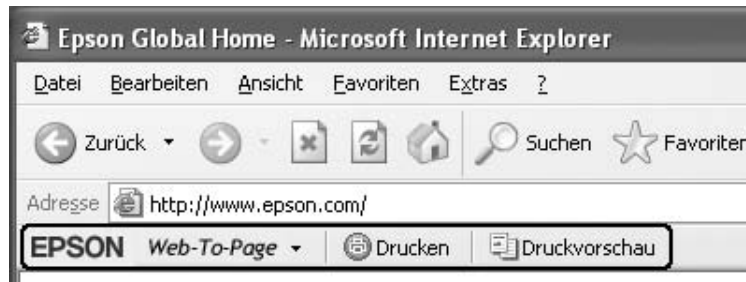 Epson Global Home - Microsoft Internet Explorer
Datei Bearbeiten Ansicht Favoriten Extras ?
Zurück Suchen Favoriten
Adresse http://www.epson.com/
EPSON Web-To-Page Drucken Druckvorschau